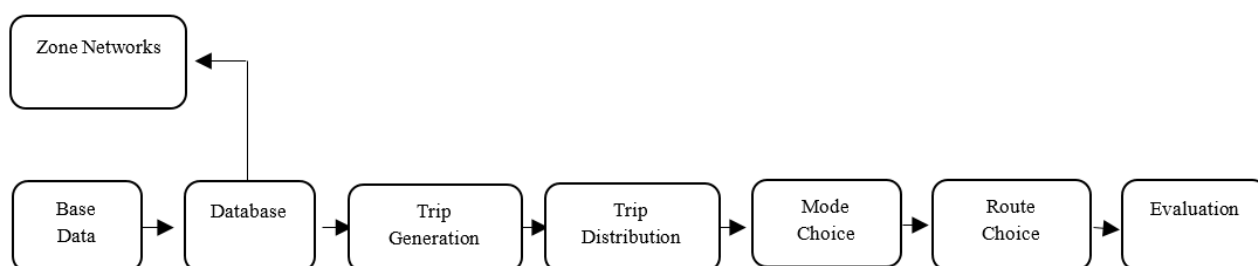 Zone Networks
Base
Data
Database
Trip
Generation
Trip
Distribution
Mode
Choice
Route
Choice
Evaluation